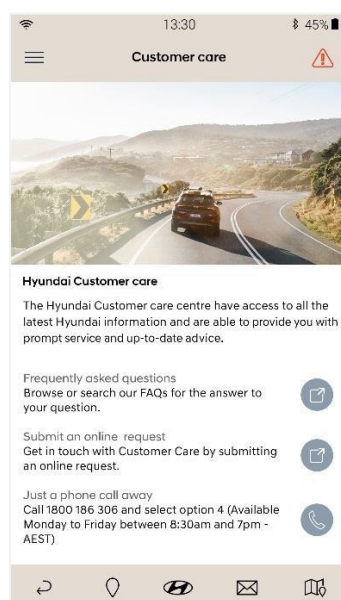 13:30
45%
Customer care
Hyundai Customer care
The Hyundai Customer care centre have access to all the
latest Hyundai information and are able to provide you with
prompt service and up-to-date advice.
Frequently asked questions
Browse or search our FAQs for the answer to
your question.
Submit an online request
Get in touch with Customer Care by submitting
an online request.
Just a phone call away
Call 1800 186 306 and select option 4 (Available
Monday to Friday between 8:30am and 7pm -
AEST)